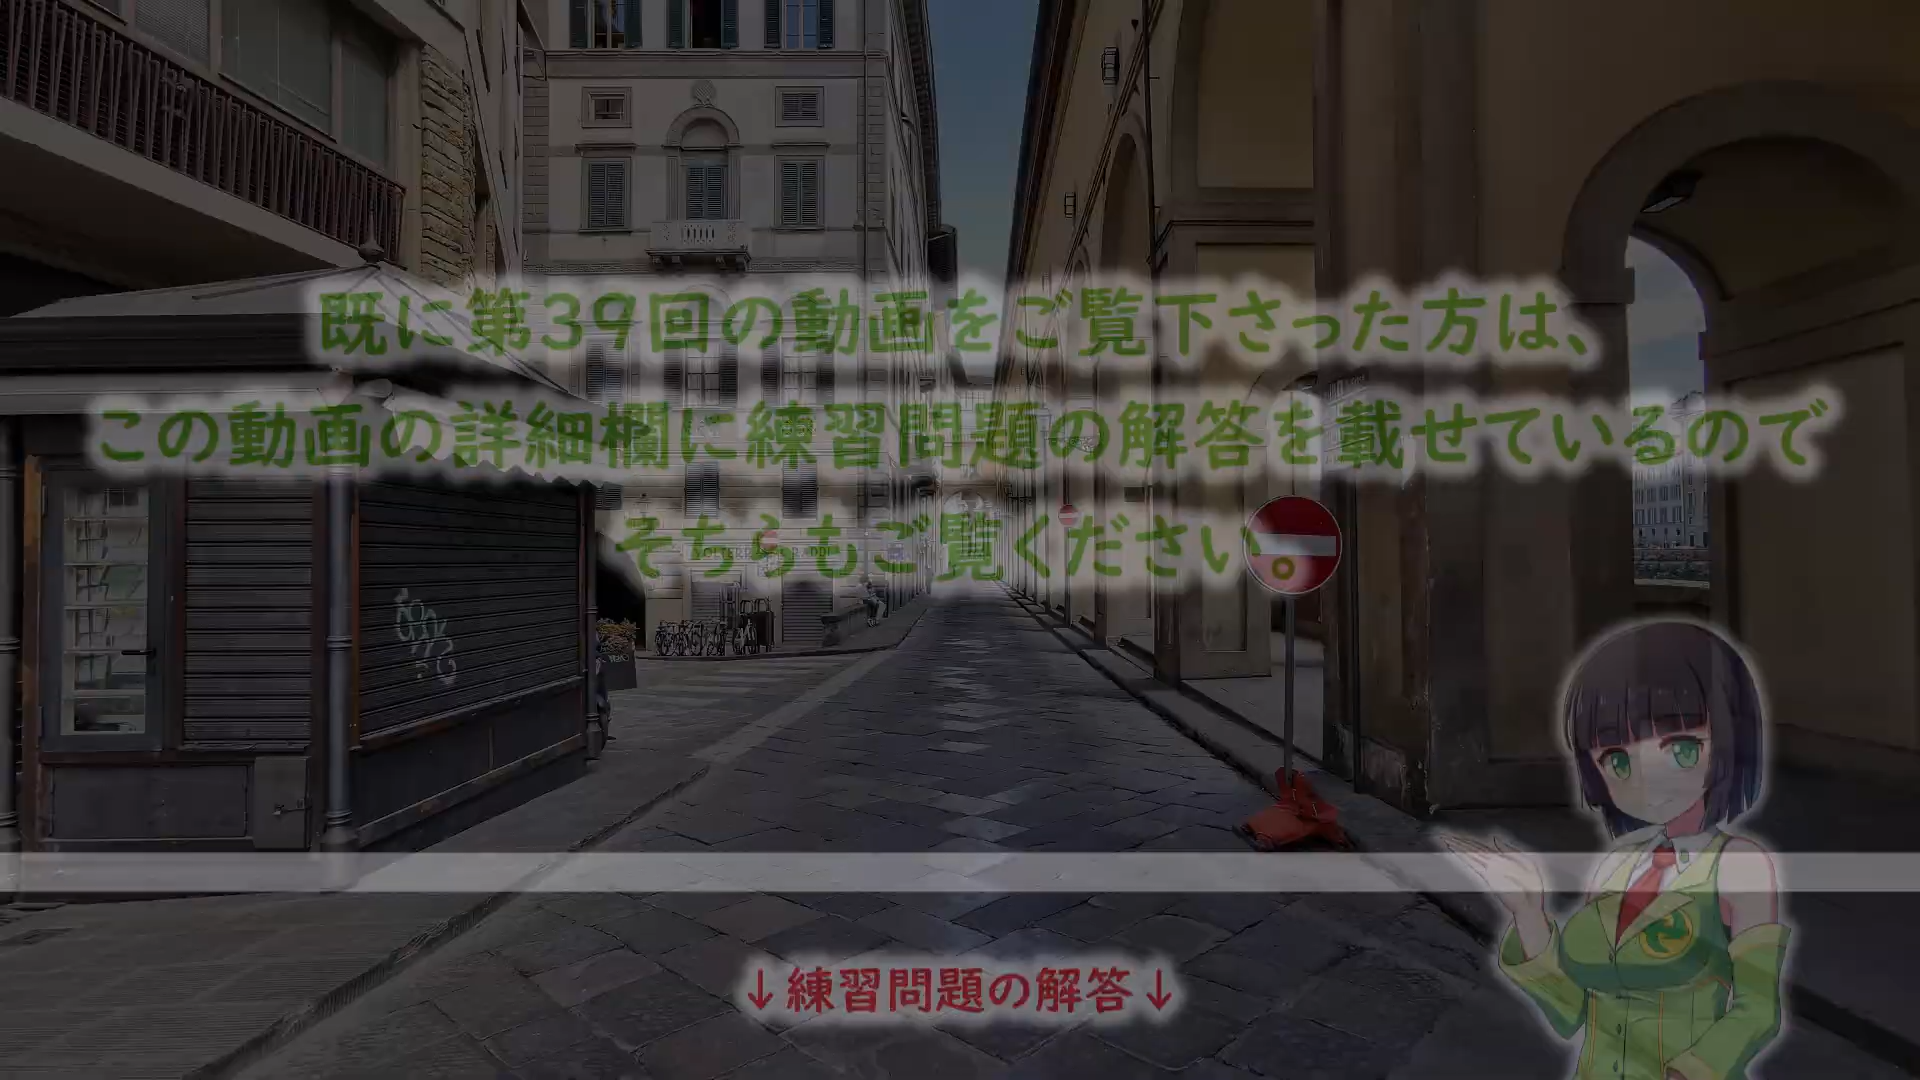 既に第39回の動画をご覧下さった方は、
この動画の詳細欄に練習問題の解答を載せているので
そちらもご覧ください。
↓練習問題の解答↓